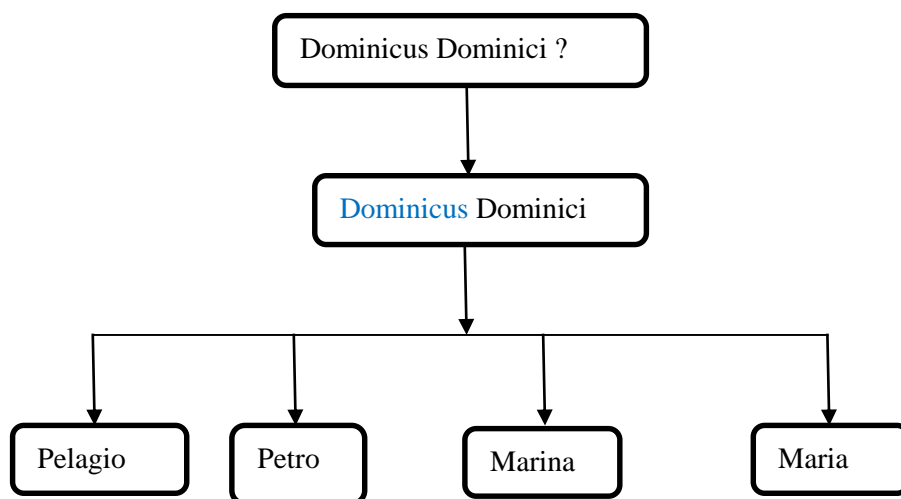 Dominicus Dominici ?
Dominicus Dominici
Pelagio
Petro
Marina
Maria